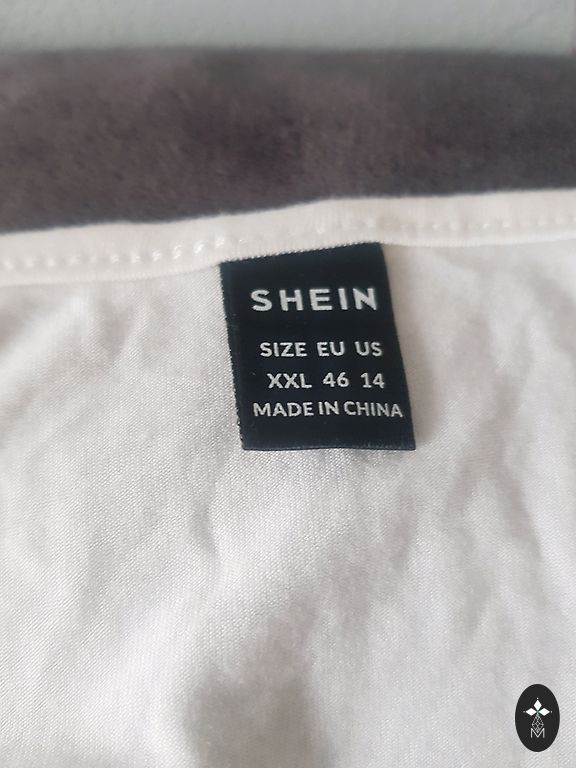 SHEIN
SIZE EU US
XXL 46 14
MADE IN CHINA
M